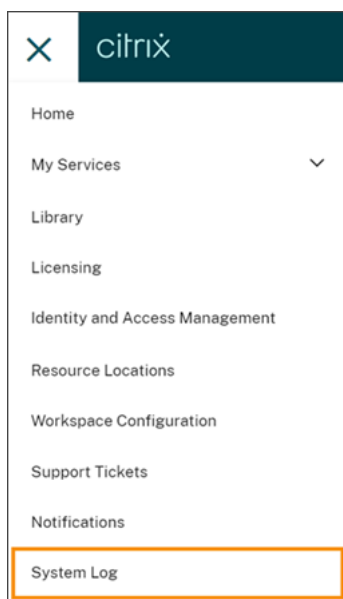 citrix
Home
My Services
Library
Licensing
Identity and Access Management
Resource Locations
Workspace Configuration
Support Tickets
Notifications
System Log